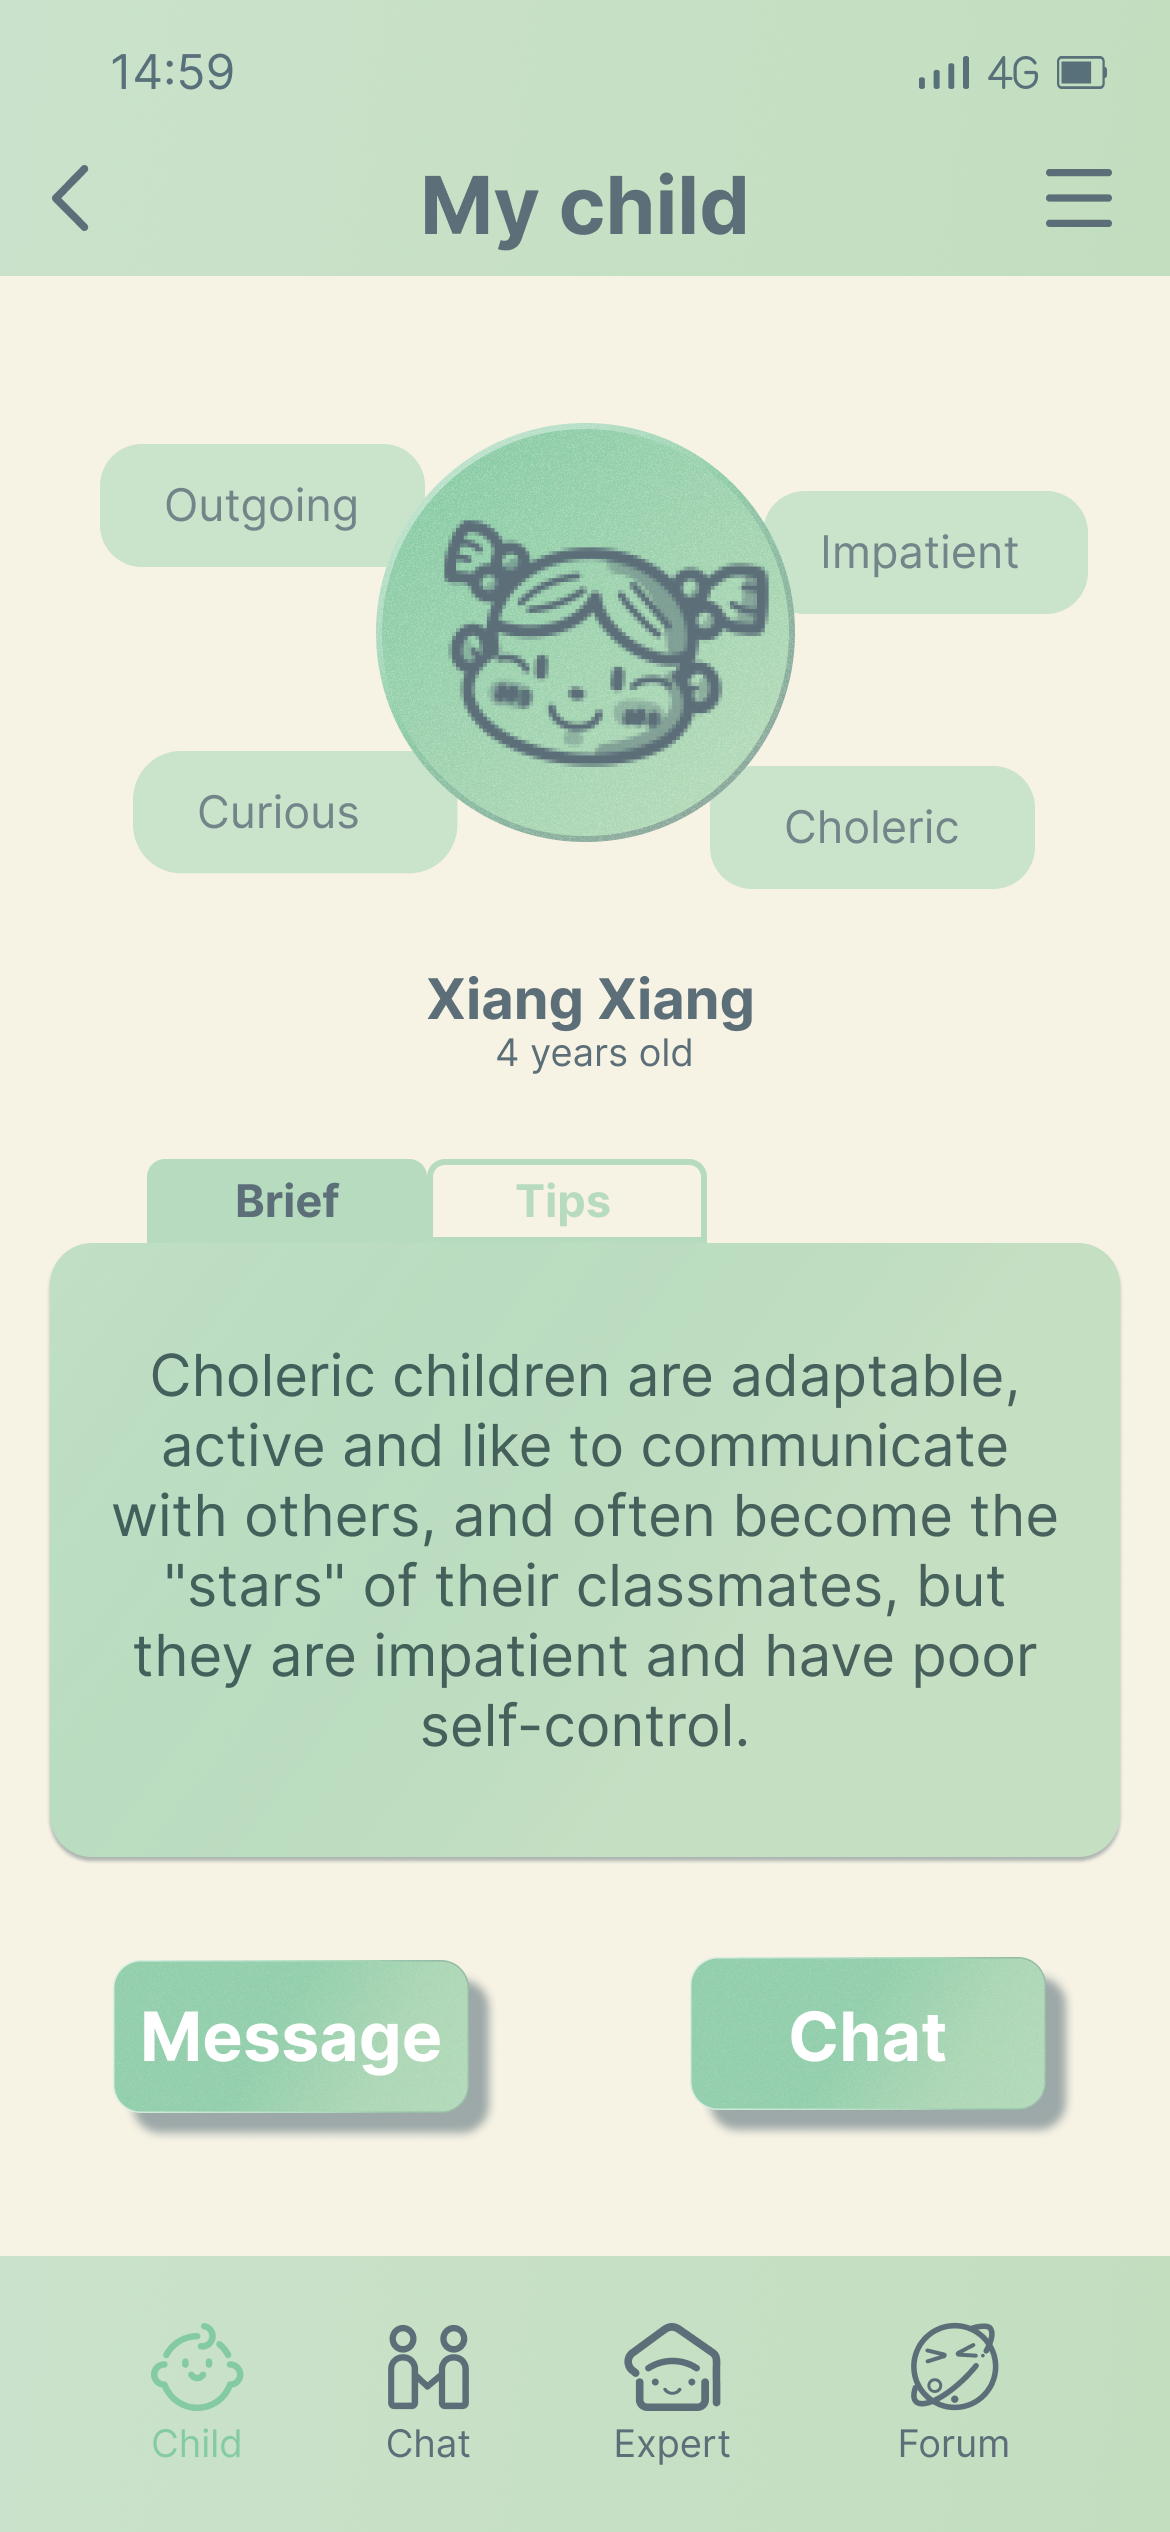 14:59
4G
My child
Outgoing
Impatient
Curious
Choleric
Xiang Xiang
4 years old
Brief
Tips
Choleric children are adaptable,
active and like to communicate
with others, and often become the
"stars" of their classmates, but
they are impatient and have poor
self-control.
Message
Chat
Child
Chat
Expert
Forum